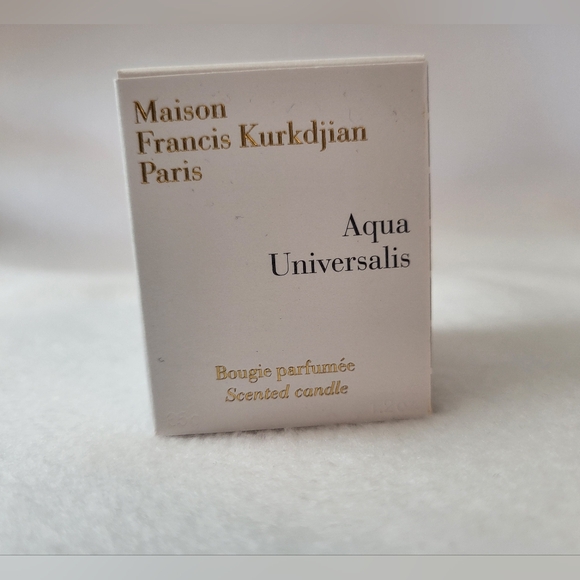 Maison
Francis Kurkdjian
Paris
Aqua
Universalis
Bougie parfumée
Scented candle